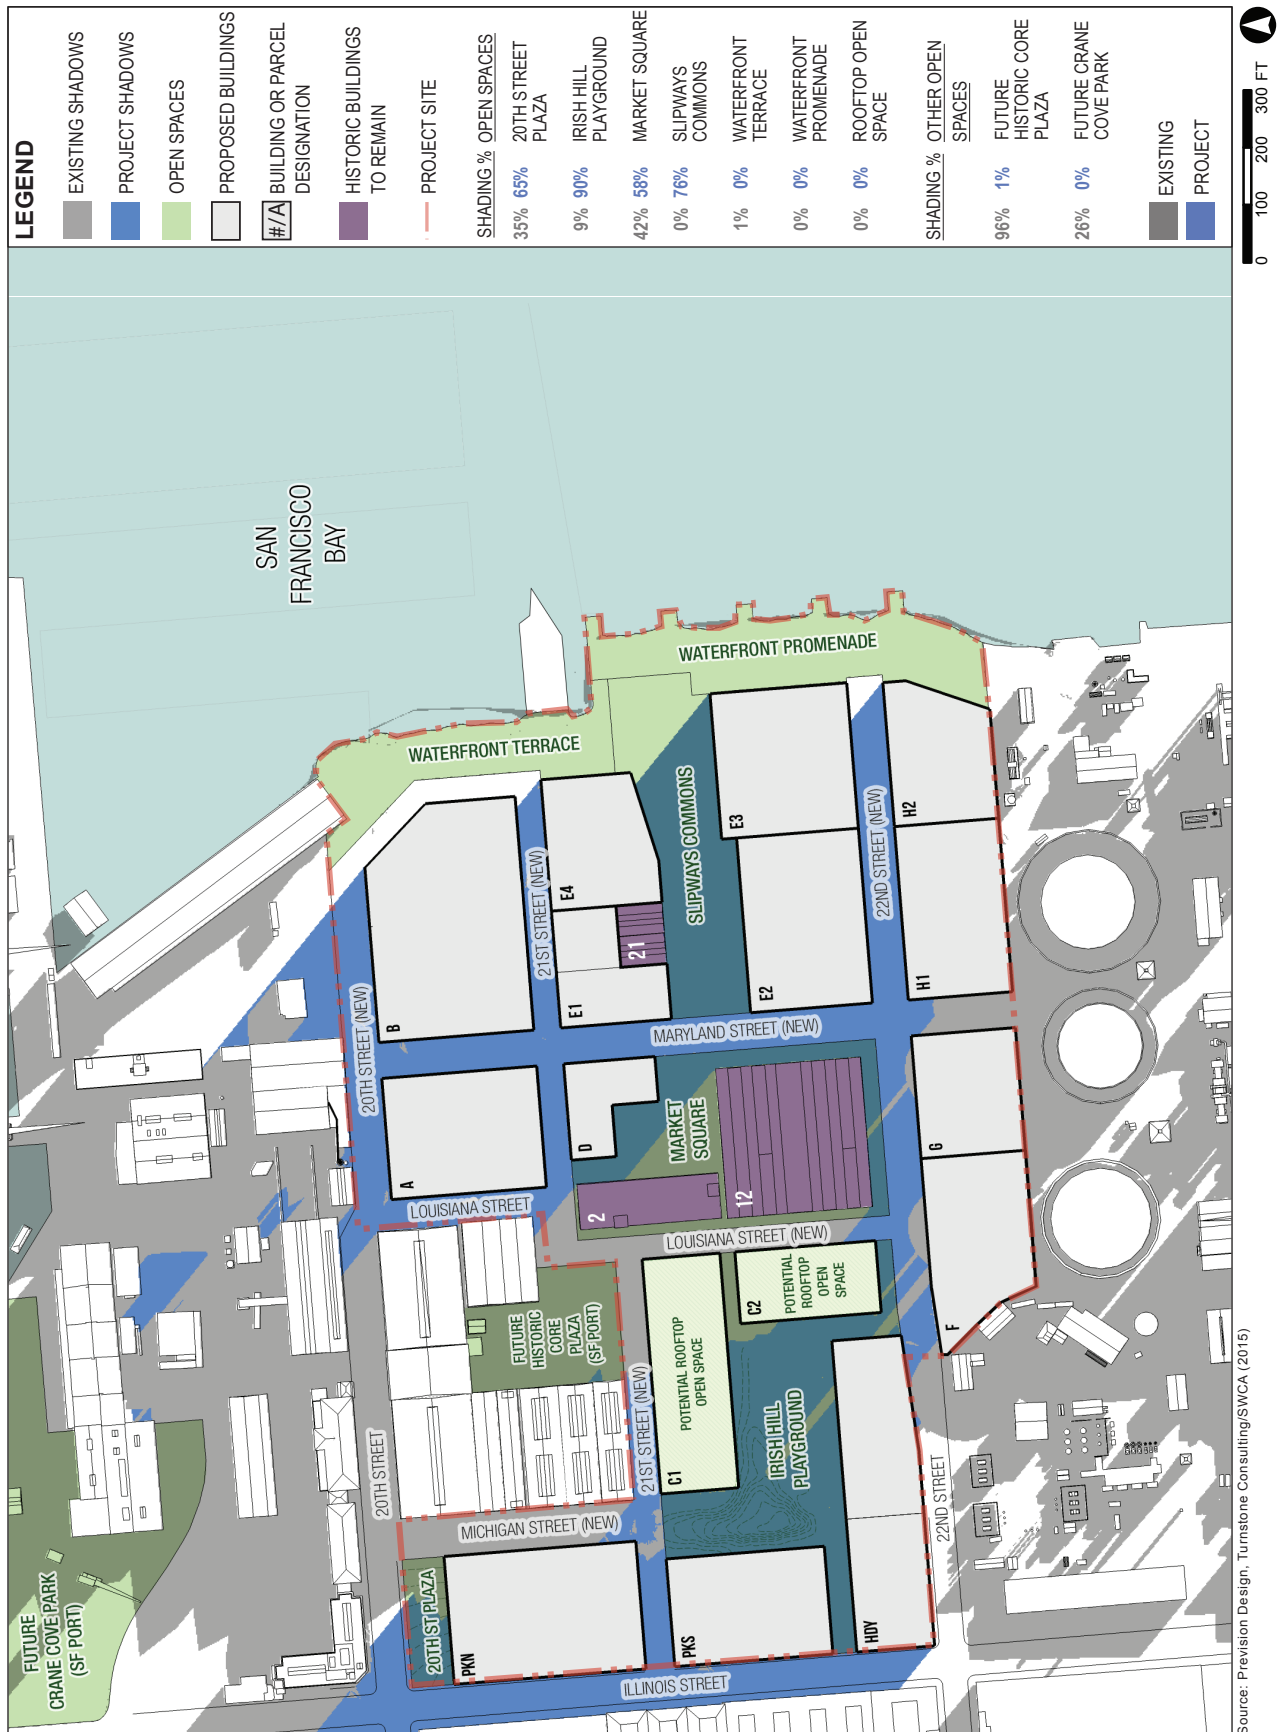 LEGEND
EXISTING SHADOWS
PROJECT SHADOWS
OPEN SPACES
PROPOSED BUILDINGS
#/A
BUILDING OR PARCEL
DESIGNATION
HISTORIC BUILDINGS
TO REMAIN
PROJECT SITE
SHADING % OPEN SPACES
35% 65% 20TH STREET
PLAZA
9% 90% IRISH HILL
PLAYGROUND
42% 58% MARKET SQUARE
0% 76% SLIPWAYS
COMMONS
1% 0% WATERFRONT
TERRACE
0% 0% WATERFRONT
PROMENADE
0% 0% ROOFTOP OPEN
SPACE
SHADING % OTHER OPEN
SPACES
96% 1% FUTURE
HISTORIC CORE
PLAZA
26% 0% FUTURE CRANE
COVE PARK
EXISTING
PROJECT
0 100 200 300 FT
SAN
FRANCISCO
BAY
WATERFRONT TERRACE
WATERFRONT PROMENADE
SLIPWAYS COMMONS
20TH STREET (NEW)
21ST STREET (NEW)
22ND STREET (NEW)
MARYLAND STREET (NEW)
B
E4
21
E1
E3
E2
H2
H1
A
D
MARKET
SQUARE
2
12
G
F
LOUISIANA STREET
LOUISIANA STREET (NEW)
FUTURE
HISTORIC
CORE
PLAZA
(SF PORT)
C2
POTENTIAL
ROOFTOP
OPEN
SPACE
C1
POTENTIAL ROOFTOP
OPEN SPACE
IRISH HILL
PLAYGROUND
20TH STREET
21ST STREET (NEW)
22ND STREET
MICHIGAN STREET (NEW)
FUTURE
CRANE COVE PARK
(SF PORT)
20TH ST PLAZA
PKN
PKS
HDY
ILLINOIS STREET
Source: Prevision Design, Turnstone Consulting/SWCA (2015)